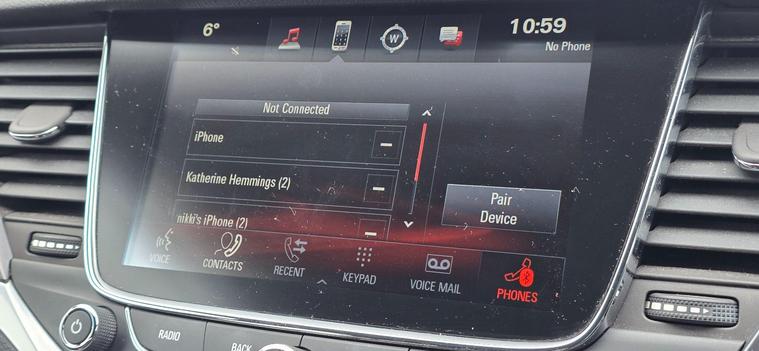 6°
10:59
W
No Phone
Not Connected
iPhone
Katherine Hemmings (2)
nikki's iPhone (2)
Pair
Device
VOICE
CONTACTS
RECENT
KEYPAD
VOICE MAIL
PHONES
RADIO
BACK